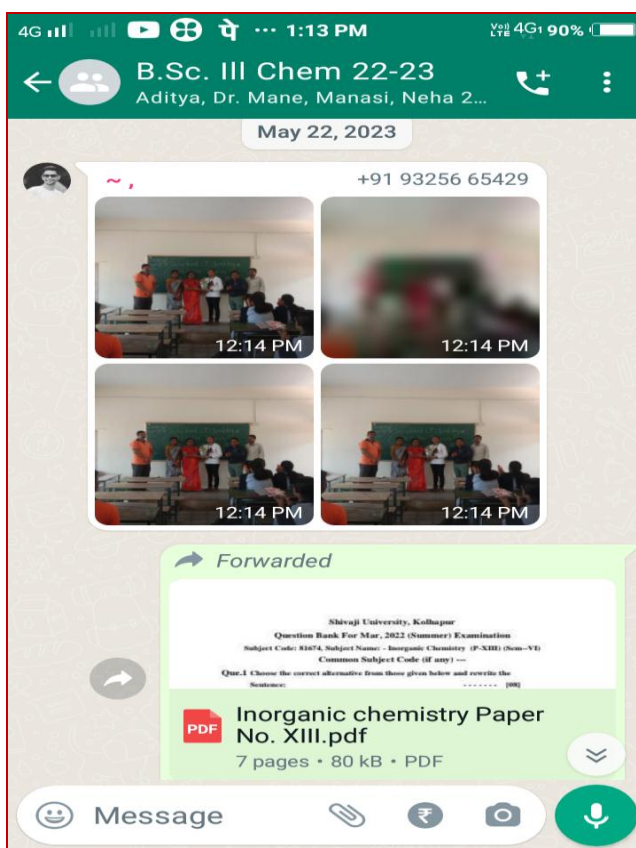 4G पे ... 1:13 PM VoD LTE 4G1 90%
B.Sc. III Chem 22-23
Aditya, Dr. Mane, Manasi, Neha 2...
May 22, 2023
~ , +91 93256 65429
12:14 PM 12:14 PM
12:14 PM 12:14 PM
Forwarded
Shivaji University, Kolhapur
Question Bank For Mar, 2022 (Summer) Examination
Subject Code: 81674, Subject Name: - Inorganic Chemistry (P-XIII) (Sem--VI)
Common Subject Code (if any) ---
Que.1 Choose the correct alternative from those given below and rewrite the
Sentence: - - - - - - - [08]
PDF Inorganic chemistry Paper
No. XIII.pdf
7 pages • 80 kB • PDF
Message ₹